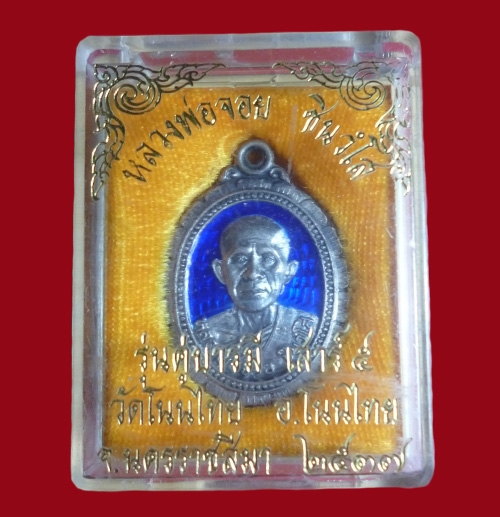 หลวงพ่อจอย ชินวํโส
รุ่นคู่บารมี เสาร์ ๕
วัดโนนไทย อ.โนนไทย
จ.นครราชสีมา ๒๕๓๗